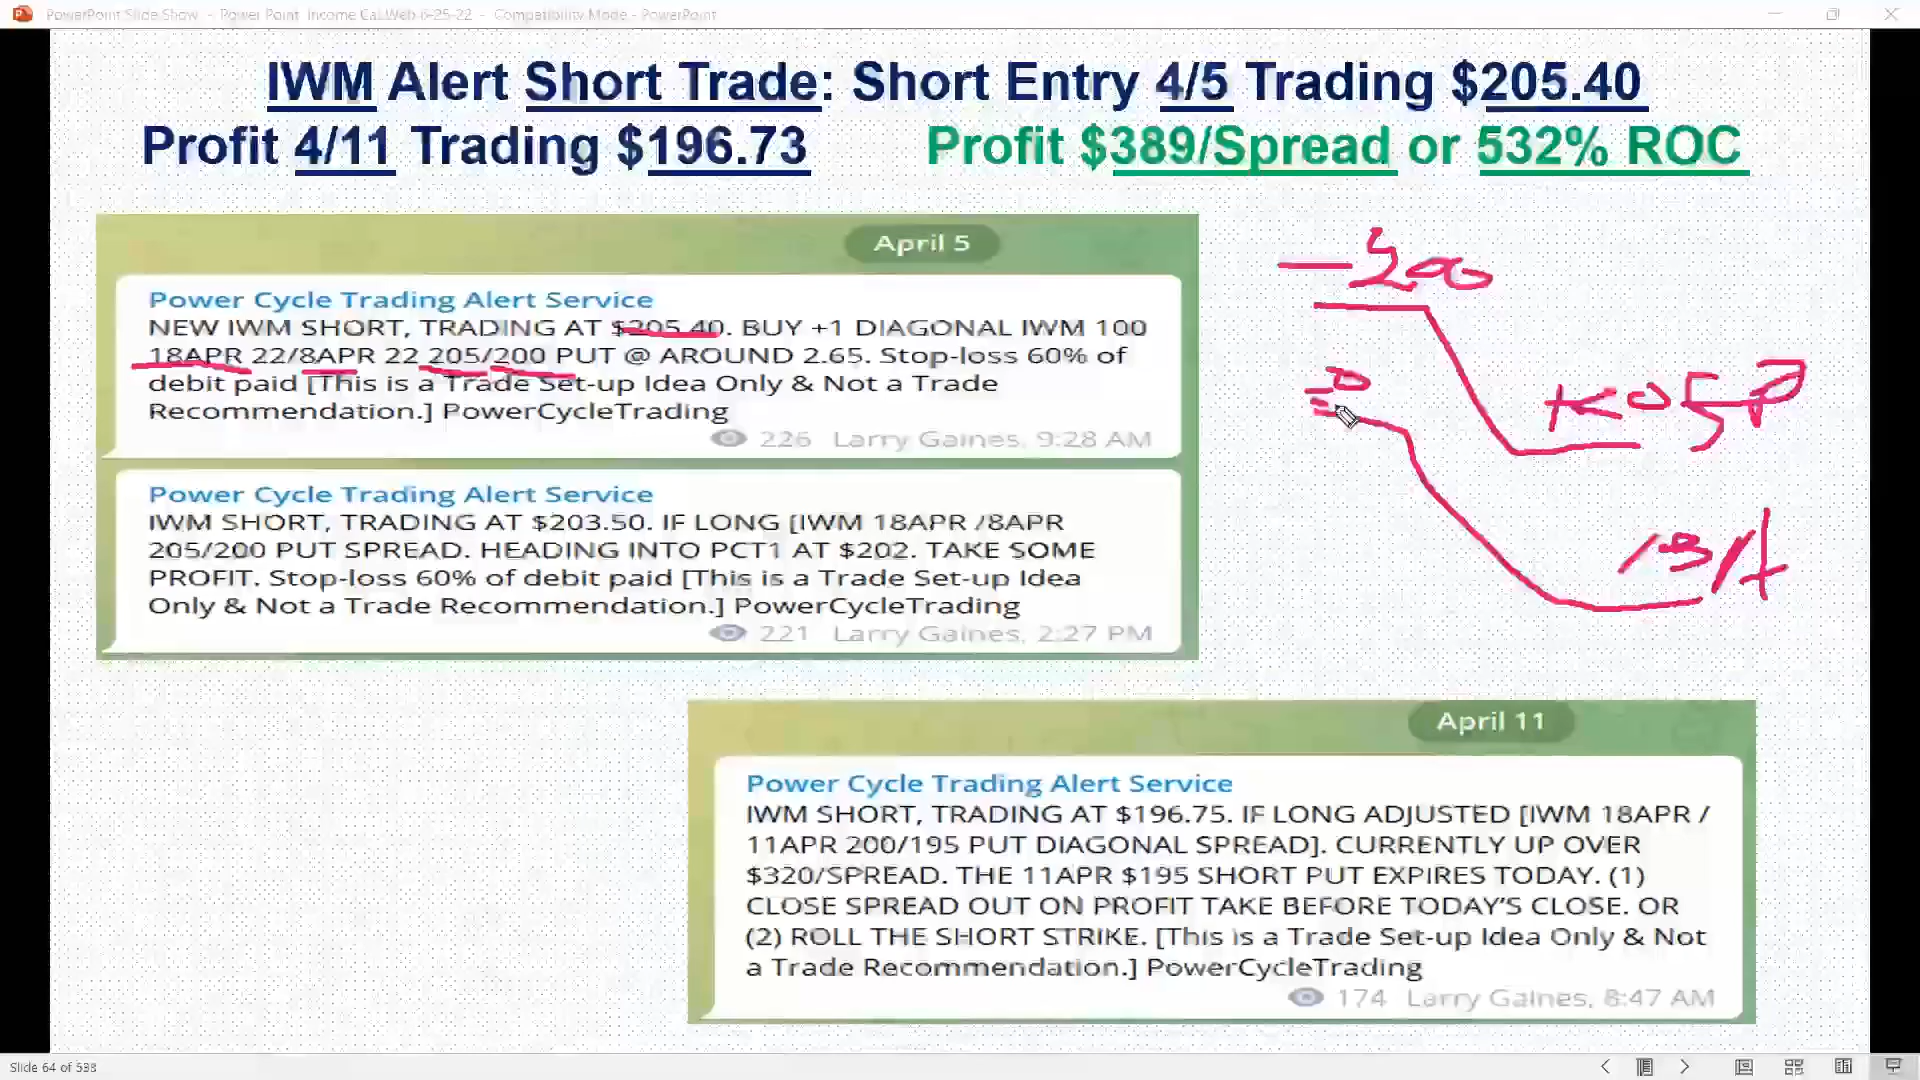 PowerPoint Slide Show - Power Point Income Cal Web 6-25-22 - Compatibility Mode - PowerPoint
IWM Alert Short Trade: Short Entry 4/5 Trading $205.40
Profit 4/11 Trading $196.73 Profit $389/Spread or 532% ROC
April 5
Power Cycle Trading Alert Service
NEW IWM SHORT, TRADING AT $205.40. BUY +1 DIAGONAL IWM 100
18APR 22/8APR 22 205/200 PUT @ AROUND 2.65. Stop-loss 60% of
debit paid [This is a Trade Set-up Idea Only & Not a Trade
Recommendation.] PowerCycleTrading
226 Larry Gaines, 9:28 AM
Power Cycle Trading Alert Service
IWM SHORT, TRADING AT $203.50. IF LONG [IWM 18APR /8APR
205/200 PUT SPREAD. HEADING INTO PCT1 AT $202. TAKE SOME
PROFIT. Stop-loss 60% of debit paid [This is a Trade Set-up Idea
Only & Not a Trade Recommendation.] PowerCycleTrading
221 Larry Gaines, 2:27 PM
200
April 11
Power Cycle Trading Alert Service
IWM SHORT, TRADING AT $196.75. IF LONG ADJUSTED [IWM 18APR /
11APR 200/195 PUT DIAGONAL SPREAD]. CURRENTLY UP OVER
$320/SPREAD. THE 11APR $195 SHORT PUT EXPIRES TODAY. (1)
CLOSE SPREAD OUT ON PROFIT TAKE BEFORE TODAY'S CLOSE. OR
(2) ROLL THE SHORT STRIKE. [This is a Trade Set-up Idea Only & Not
a Trade Recommendation.] PowerCycleTrading
174 Larry Gaines, 8:47 AM
Slide 64 of 538